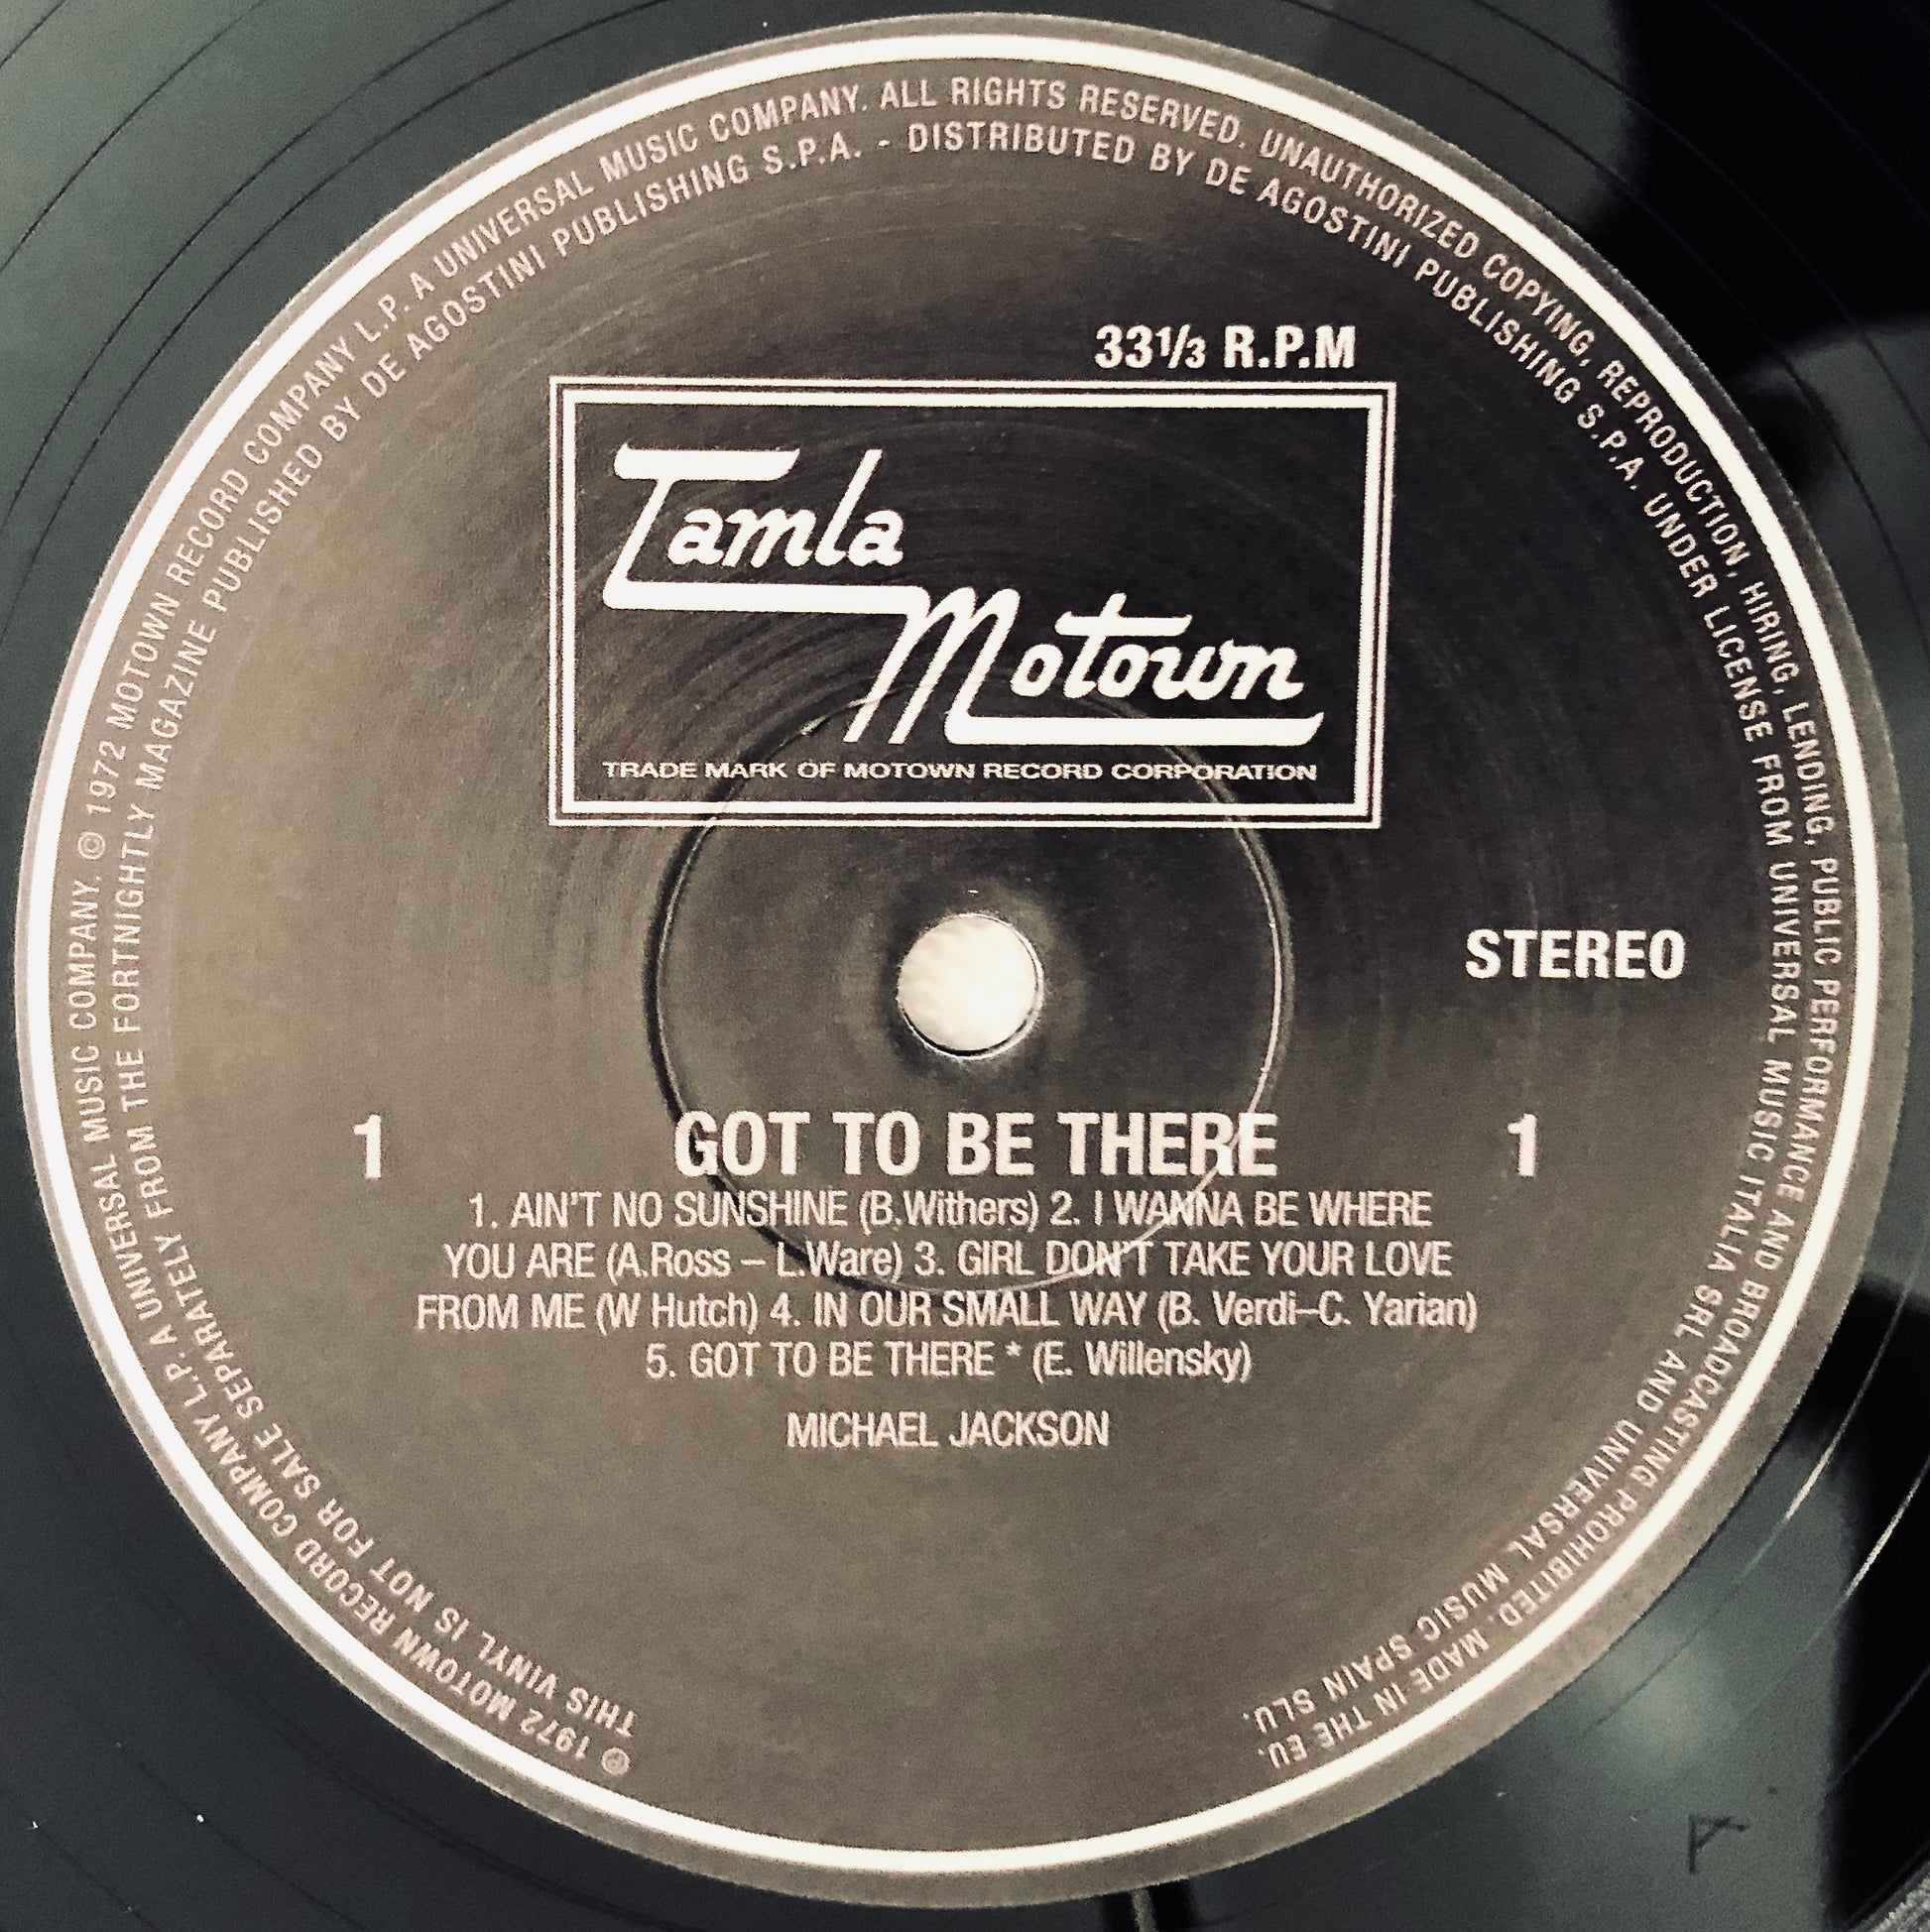 ℗ 1972 MOTOWN RECORD COMPANY L.P. A UNIVERSAL MUSIC COMPANY. © 1972 MOTOWN RECORD COMPANY L.P. A UNIVERSAL MUSIC COMPANY. ALL RIGHTS RESERVED. UNAUTHORIZED COPYING, REPRODUCTION, HIRING, LENDING, PUBLIC PERFORMANCE AND BROADCASTING PROHIBITED. MADE IN THE EU.
THIS VINYL IS NOT FOR SALE SEPARATELY FROM THE FORTNIGHTLY MAGAZINE PUBLISHED BY DE AGOSTINI PUBLISHING S.P.A. - DISTRIBUTED BY DE AGOSTINI PUBLISHING S.P.A. UNDER LICENSE FROM UNIVERSAL MUSIC ITALIA SRL AND UNIVERSAL MUSIC SPAIN SLU.
33⅓ R.P.M
Tamla
Motown
TRADE MARK OF MOTOWN RECORD CORPORATION
STEREO
1 GOT TO BE THERE 1
1. AIN'T NO SUNSHINE (B.Withers) 2. I WANNA BE WHERE
YOU ARE (A.Ross – L.Ware) 3. GIRL DON'T TAKE YOUR LOVE
FROM ME (W Hutch) 4. IN OUR SMALL WAY (B. Verdi–C. Yarian)
5. GOT TO BE THERE * (E. Willensky)
MICHAEL JACKSON